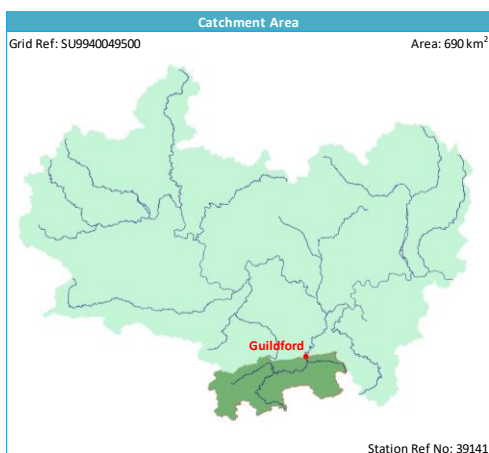 Catchment Area
Grid Ref: SU9940049500
Area: 690 km²
Guildford
Station Ref No: 39141